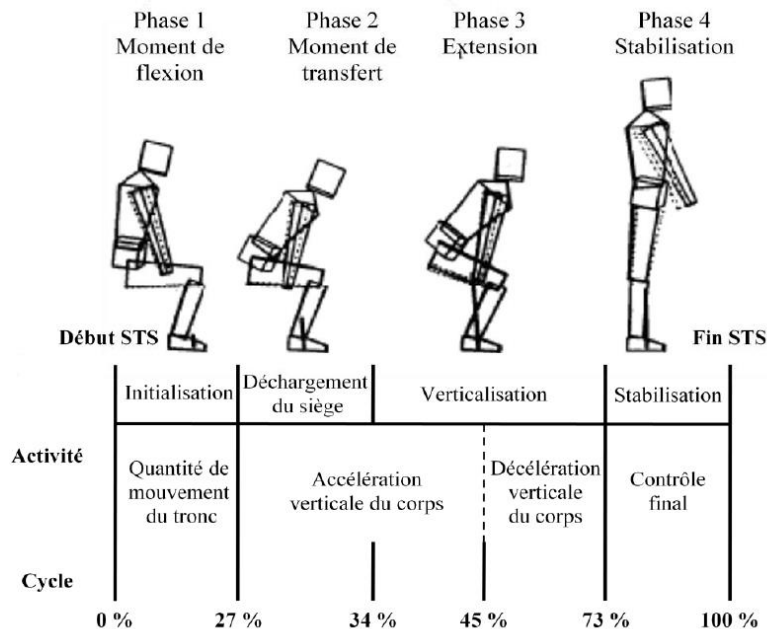 Phase 1
Moment de
flexion
Phase 2
Moment de
transfert
Phase 3
Extension
Phase 4
Stabilisation
Début STS
Fin STS
Initialisation
Déchargement
du siège
Verticalisation
Stabilisation
Activité
Quantité de
mouvement
du tronc
Accélération
verticale du corps
Décélération
verticale
du corps
Contrôle
final
Cycle
0 %
27 %
34 %
45 %
73 %
100 %